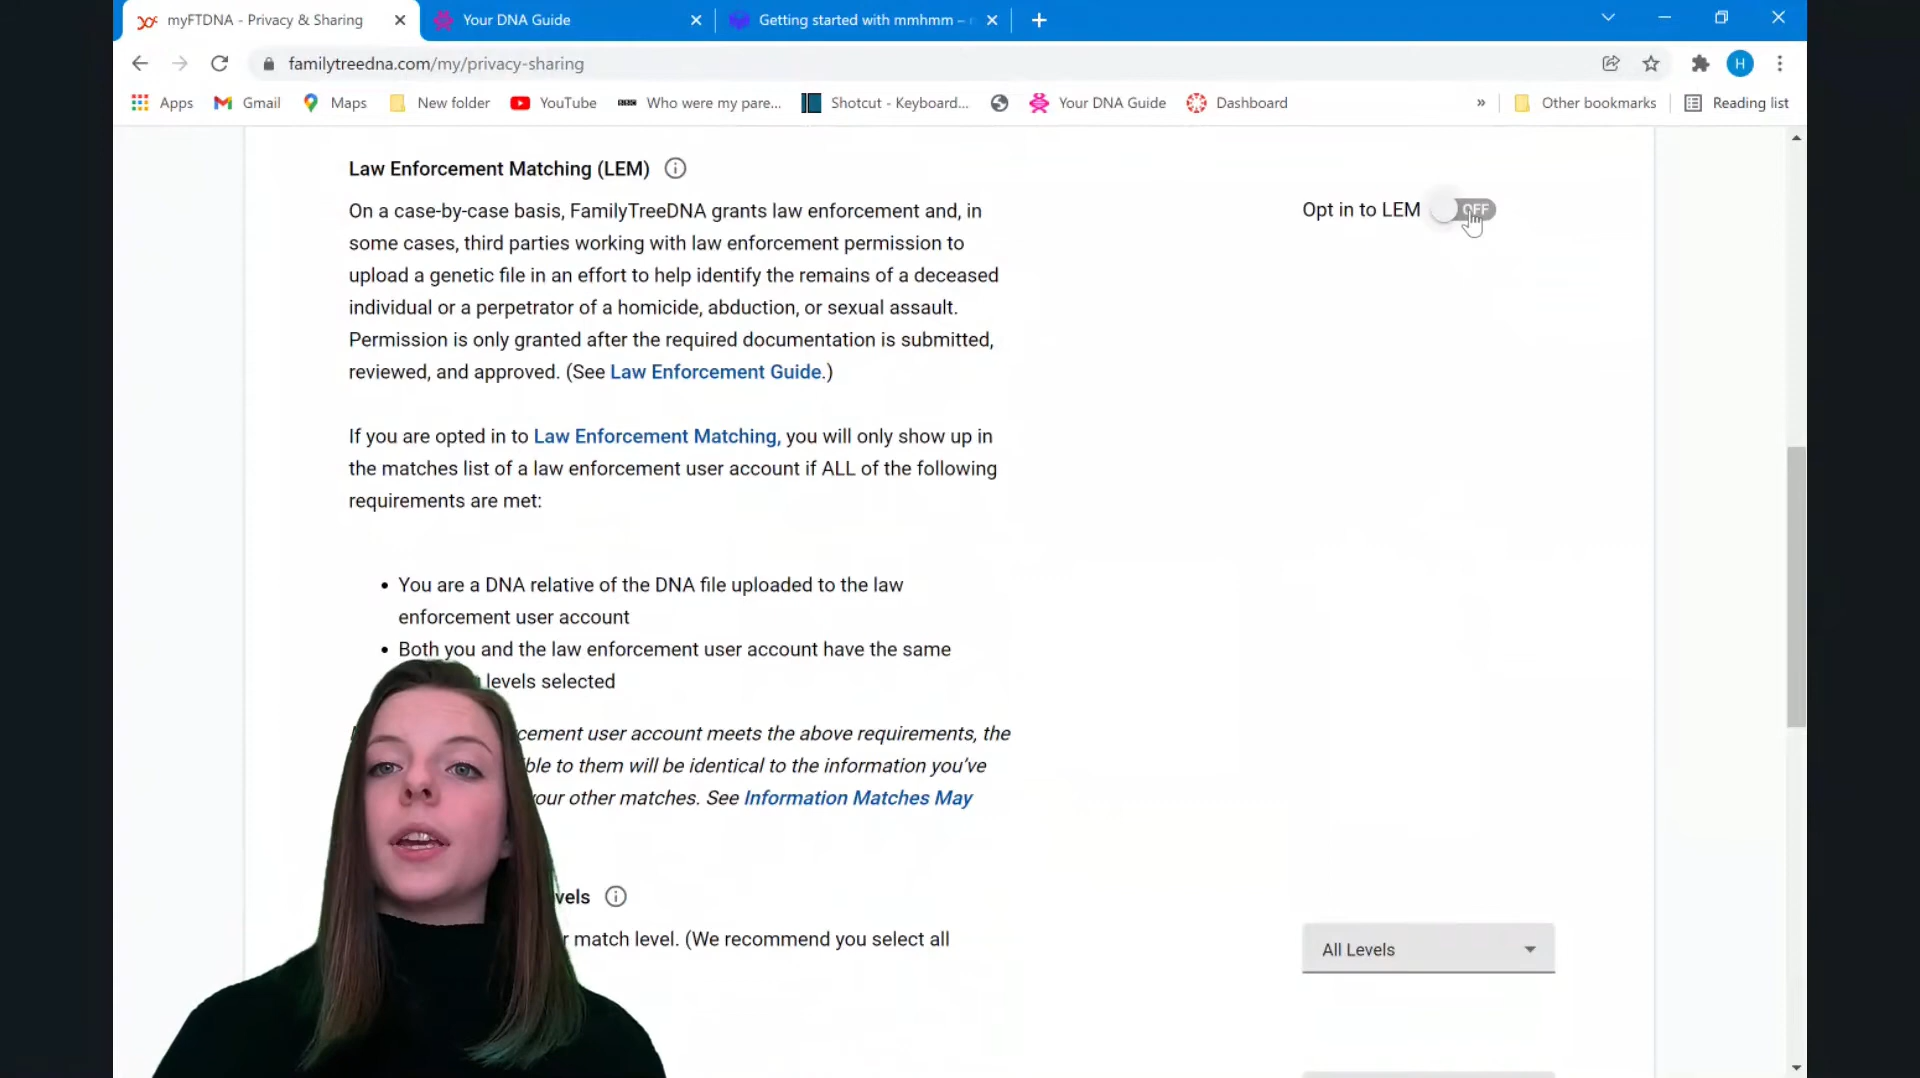 myFTDNA - Privacy & Sharing
Your DNA Guide
Getting started with mmhmm –
familytreedna.com/my/privacy-sharing
H
Apps
Gmail
Maps
New folder
YouTube
Who were my pare...
Shotcut - Keyboard...
Your DNA Guide
Dashboard
»
Other bookmarks
Reading list
Law Enforcement Matching (LEM)
On a case-by-case basis, FamilyTreeDNA grants law enforcement and, in
some cases, third parties working with law enforcement permission to
upload a genetic file in an effort to help identify the remains of a deceased
individual or a perpetrator of a homicide, abduction, or sexual assault.
Permission is only granted after the required documentation is submitted,
reviewed, and approved. (See Law Enforcement Guide.)
Opt in to LEM OFF
If you are opted in to Law Enforcement Matching, you will only show up in
the matches list of a law enforcement user account if ALL of the following
requirements are met:
• You are a DNA relative of the DNA file uploaded to the law
enforcement user account
• Both you and the law enforcement user account have the same
levels selected
cement user account meets the above requirements, the
ble to them will be identical to the information you've
your other matches. See Information Matches May
vels
r match level. (We recommend you select all
All Levels